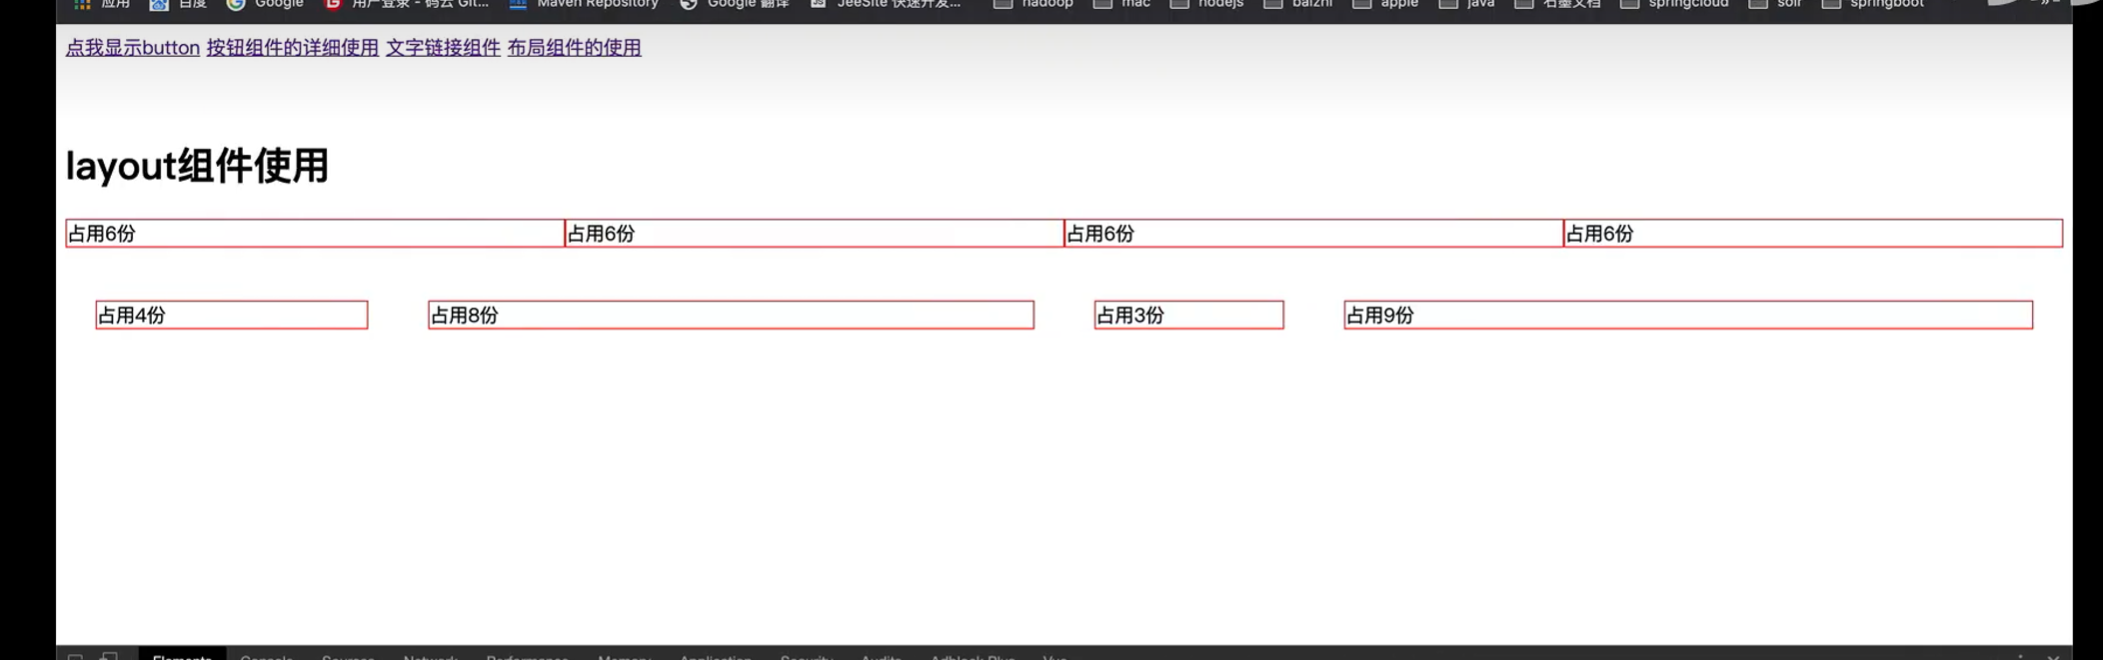 应用 百度 Google 用户登录 - 码云 Git... Maven Repository Google 翻译 JeeSite 快速开发... hadoop mac nodejs baizhi apple java 石墨文档 springcloud solr springboot »
点我显示button 按钮组件的详细使用 文字链接组件 布局组件的使用
layout组件使用
占用6份 占用6份 占用6份 占用6份
占用4份 占用8份 占用3份 占用9份
Elements Console Sources Network Performance Memory Application Security Audits Adblock Plus Vue